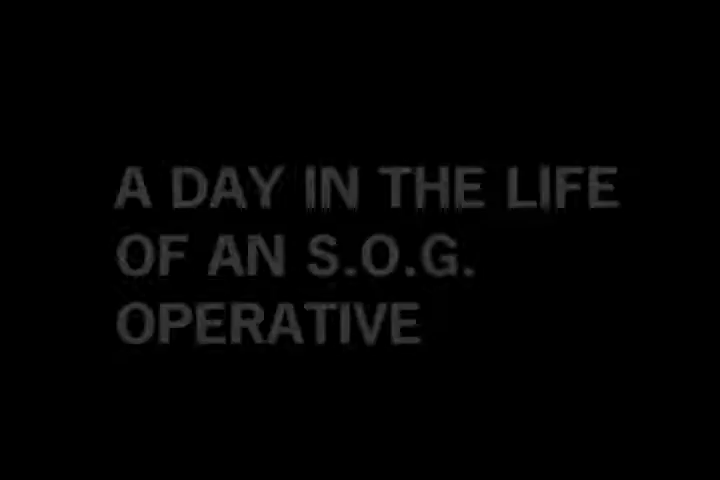 A DAY IN THE LIFE
OF AN S.O.G.
OPERATIVE